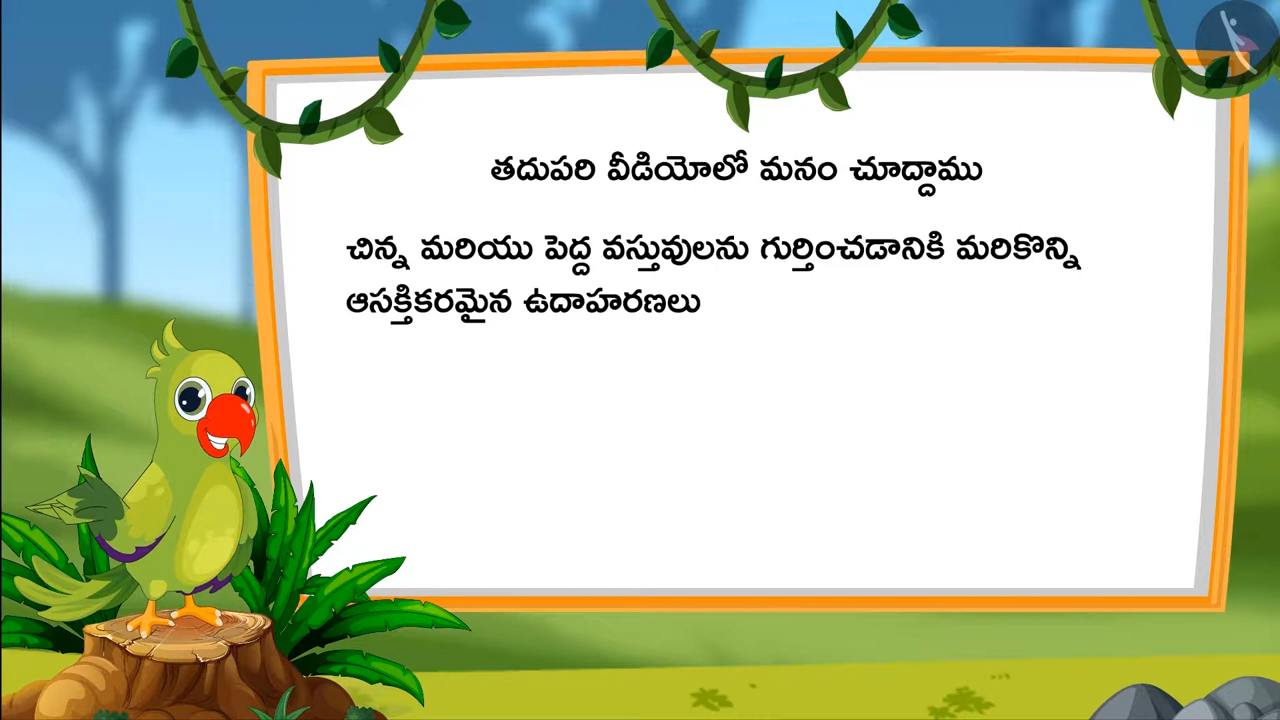 తదుపరి వీడియోలో మనం చూద్దాము
చిన్న మరియు పెద్ద వస్తువులను గుర్తించడానికి మరికొన్ని
ఆసక్తికరమైన ఉదాహరణలు